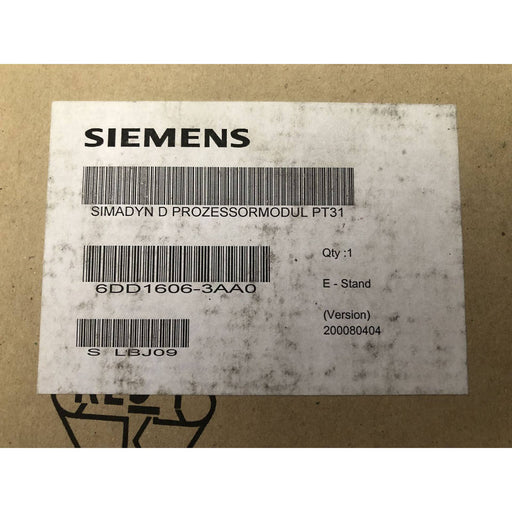 SIEMENS
SIMADYN D PROZESSORMODUL PT31
6DD1606-3AA0
Qty :1
E - Stand
(Version)
200080404
S LBJ09